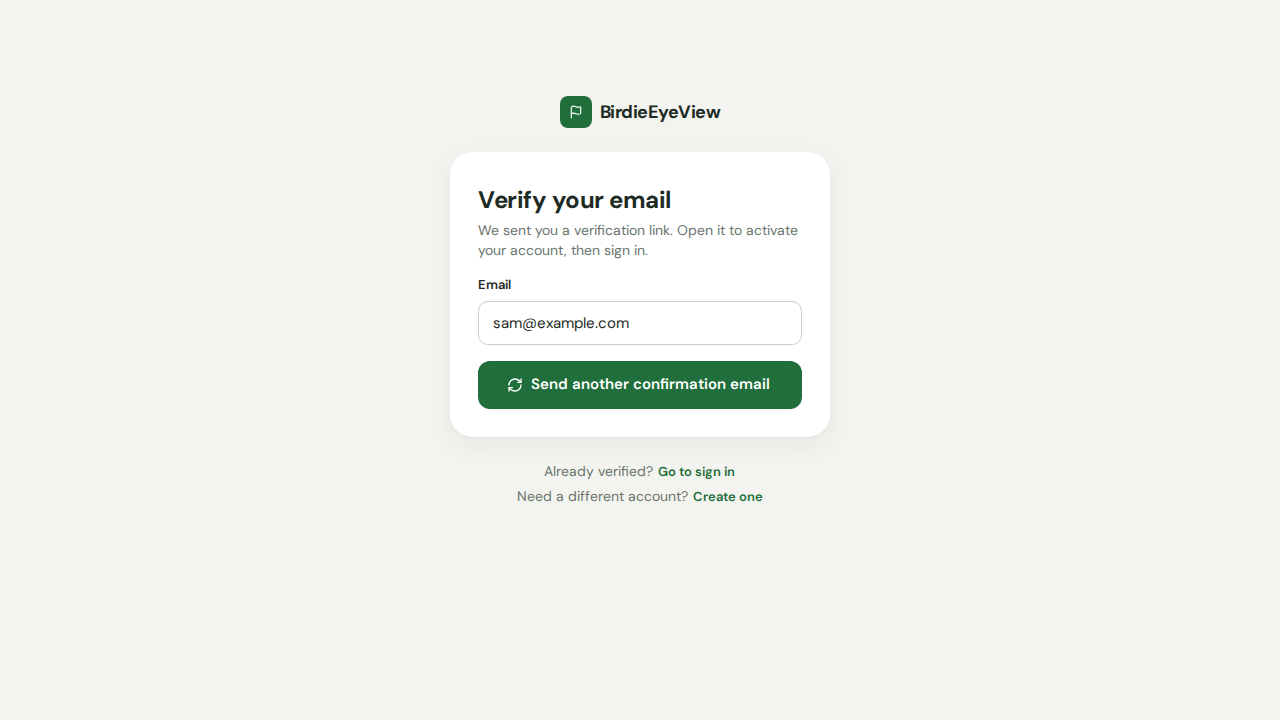 BirdieEyeView
Verify your email
We sent you a verification link. Open it to activate
your account, then sign in.
Email
sam@example.com
Send another confirmation email
Already verified? Go to sign in
Need a different account? Create one